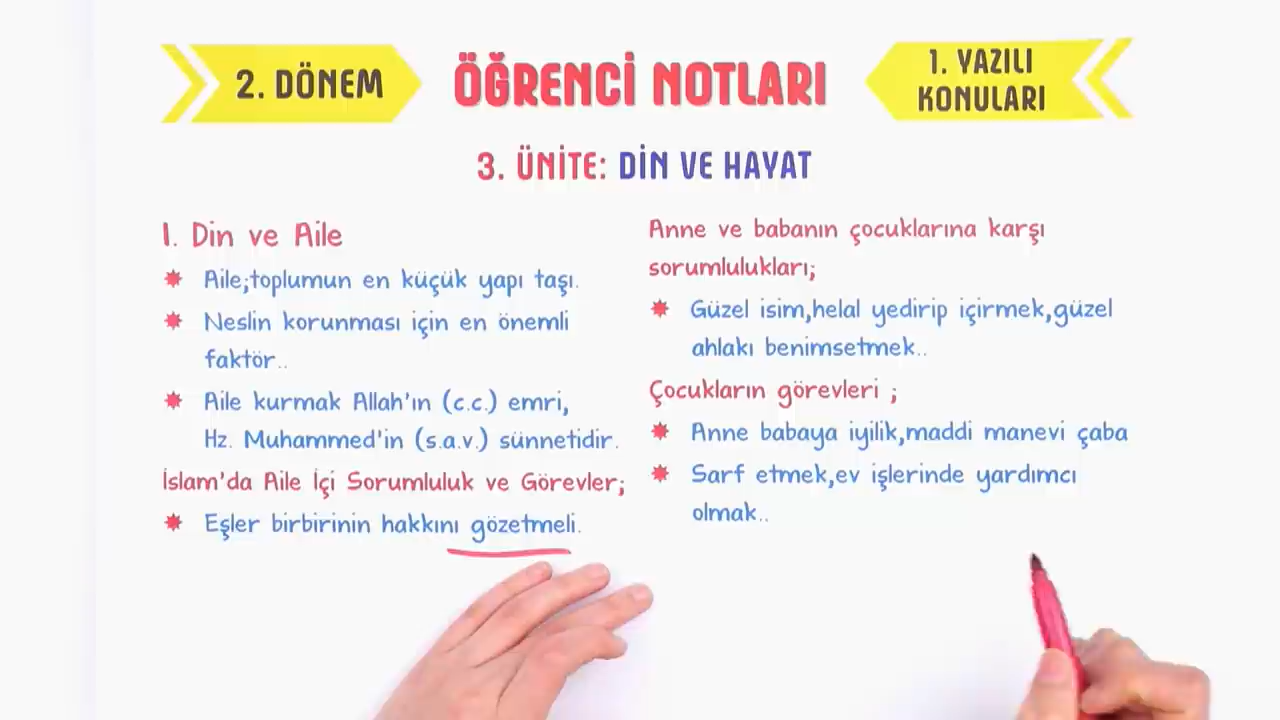 2. DÖNEM
ÖĞRENCİ NOTLARI
1. YAZILI
KONULARI
3. ÜNİTE: DİN VE HAYAT
1. Din ve Aile
Aile;toplumun en küçük yapı taşı.
Neslin korunması için en önemli
faktör..
Aile kurmak Allah'ın (c.c.) emri,
Hz. Muhammed'in (s.a.v.) sünnetidir.
İslam'da Aile İçi Sorumluluk ve Görevler;
Eşler birbirinin hakkını gözetmeli.
Anne ve babanın çocuklarına karşı
sorumlulukları;
Güzel isim,helal yedirip içirmek,güzel
ahlakı benimsetmek..
Çocukların görevleri ;
Anne babaya iyilik,maddi manevi çaba
Sarf etmek,ev işlerinde yardımcı
olmak..